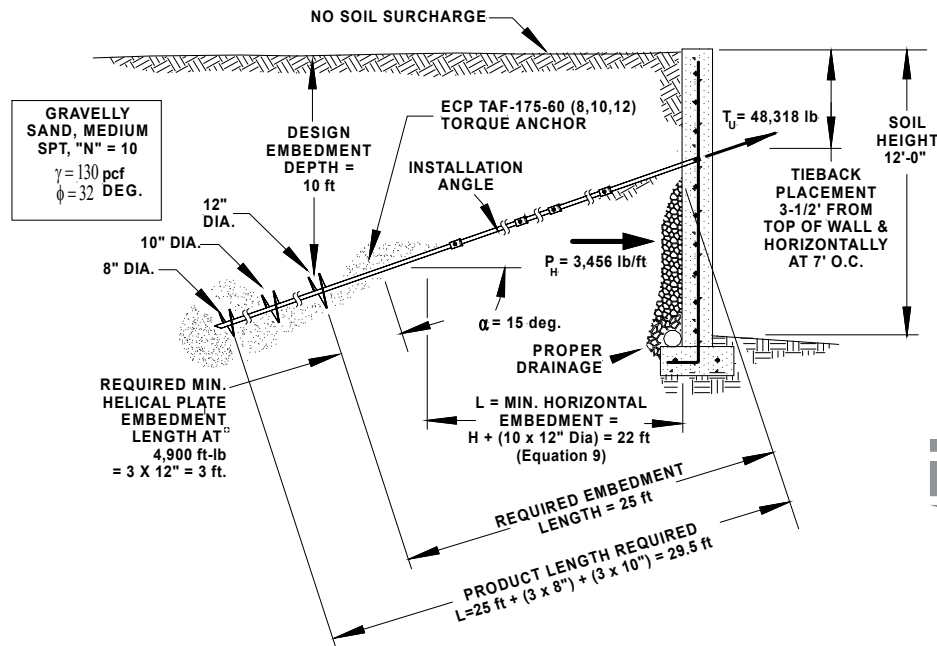 NO SOIL SURCHARGE
GRAVELLY
SAND, MEDIUM
SPT, "N" = 10
γ = 130 pcf
ϕ = 32 DEG.
DESIGN
EMBEDMENT
DEPTH =
10 ft
ECP TAF-175-60 (8,10,12)
TORQUE ANCHOR
INSTALLATION
ANGLE
TU = 48,318 lb
SOIL
HEIGHT
12'-0"
TIEBACK
PLACEMENT
3-1/2' FROM
TOP OF WALL &
HORIZONTALLY
AT 7' O.C.
12"
DIA.
10" DIA.
8" DIA.
PH = 3,456 lb/ft
α = 15 deg.
PROPER
DRAINAGE
REQUIRED MIN.
HELICAL PLATE
EMBEDMENT
LENGTH AT
4,900 ft-lb
= 3 X 12" = 3 ft.
L = MIN. HORIZONTAL
EMBEDMENT =
H + (10 x 12" Dia) = 22 ft
(Equation 9)
REQUIRED EMBEDMENT
LENGTH = 25 ft
PRODUCT LENGTH REQUIRED
L=25 ft + (3 x 8") + (3 x 10") = 29.5 ft